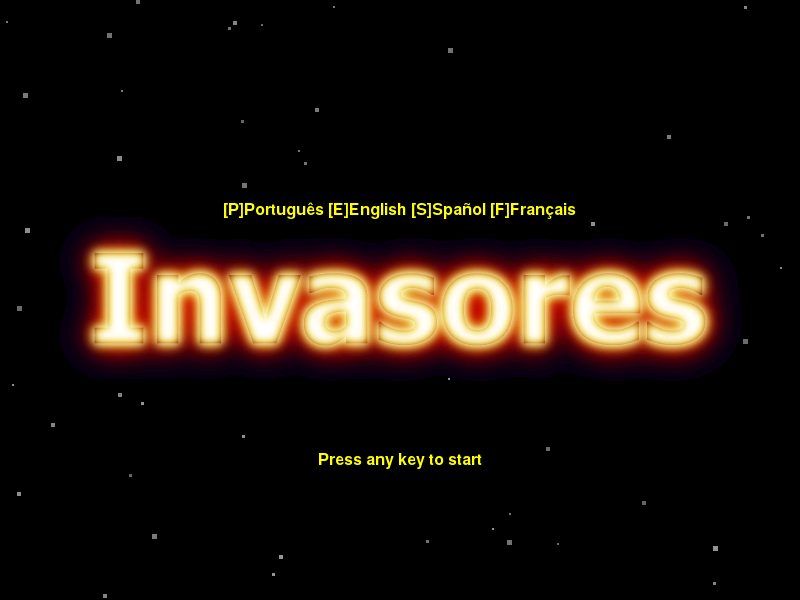 [P]Português [E]English [S]Spañol [F]Français
Invasores
Press any key to start